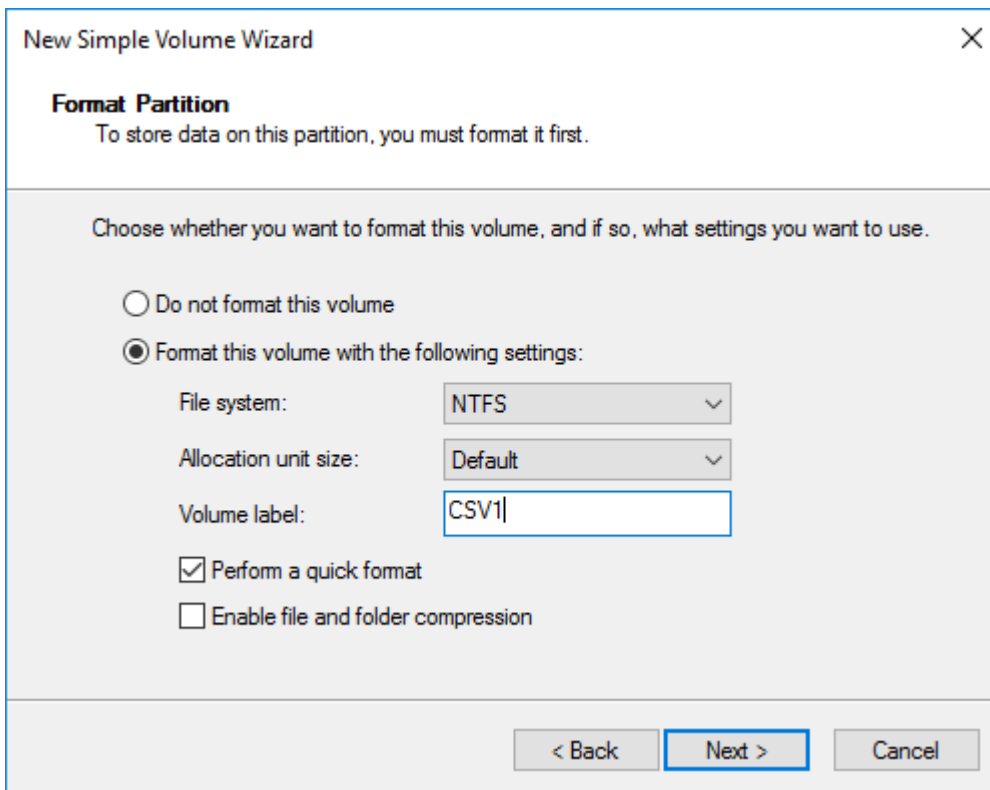 New Simple Volume Wizard
Format Partition
To store data on this partition, you must format it first.
Choose whether you want to format this volume, and if so, what settings you want to use.
Do not format this volume
Format this volume with the following settings:
File system: NTFS
Allocation unit size: Default
Volume label: CSV1
Perform a quick format
Enable file and folder compression
< Back Next > Cancel